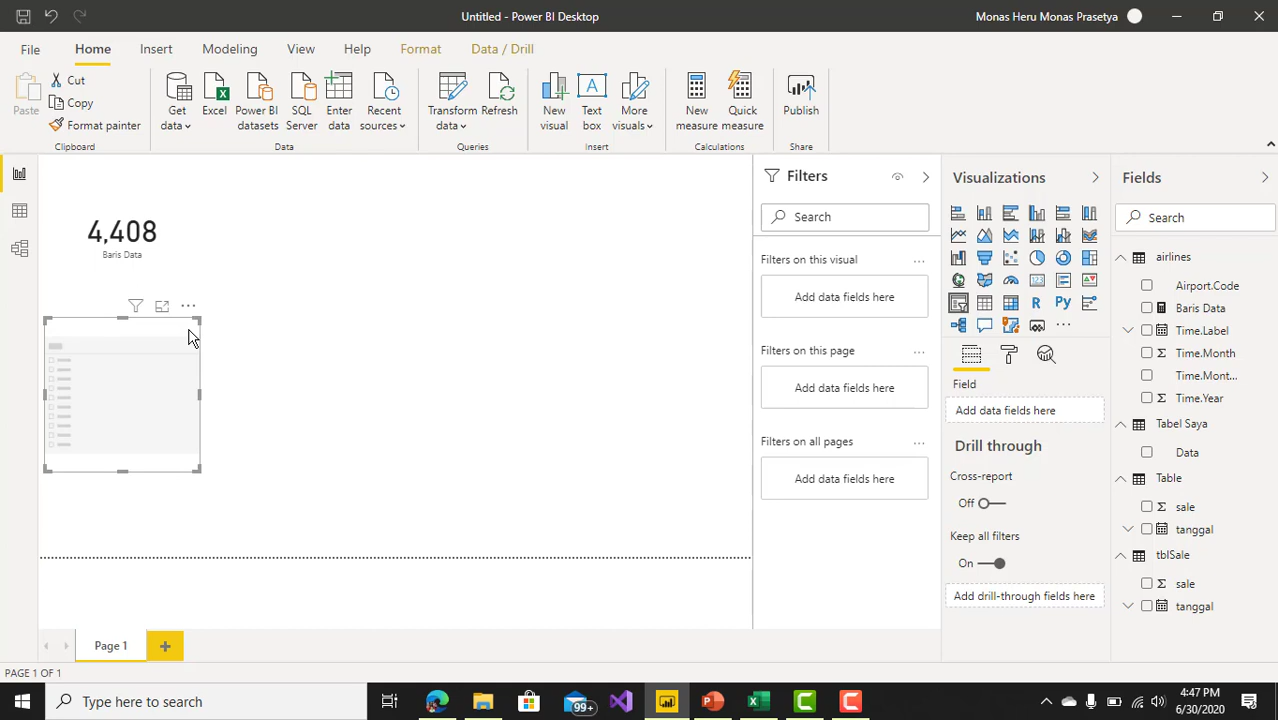 Untitled - Power BI Desktop
Monas Heru Monas Prasetya
File
Home
Insert
Modeling
View
Help
Format
Data / Drill
Paste
Cut
Copy
Format painter
Clipboard
Get data
Excel
Power BI datasets
SQL Server
Enter data
Recent sources
Data
Transform data
Refresh
Queries
New visual
Text box
More visuals
Insert
New measure
Quick measure
Calculations
Publish
Share
4,408
Baris Data
Filters
Search
Filters on this visual
Add data fields here
Filters on this page
Add data fields here
Filters on all pages
Add data fields here
Visualizations
R
Py
Field
Add data fields here
Drill through
Cross-report
Off
Keep all filters
On
Add drill-through fields here
Fields
Search
airlines
Airport.Code
Baris Data
Time.Label
Time.Month
Time.Mont...
Time.Year
Tabel Saya
Data
Table
sale
tanggal
tblSale
sale
tanggal
Page 1
PAGE 1 OF 1
Type here to search
99+
4:47 PM
6/30/2020